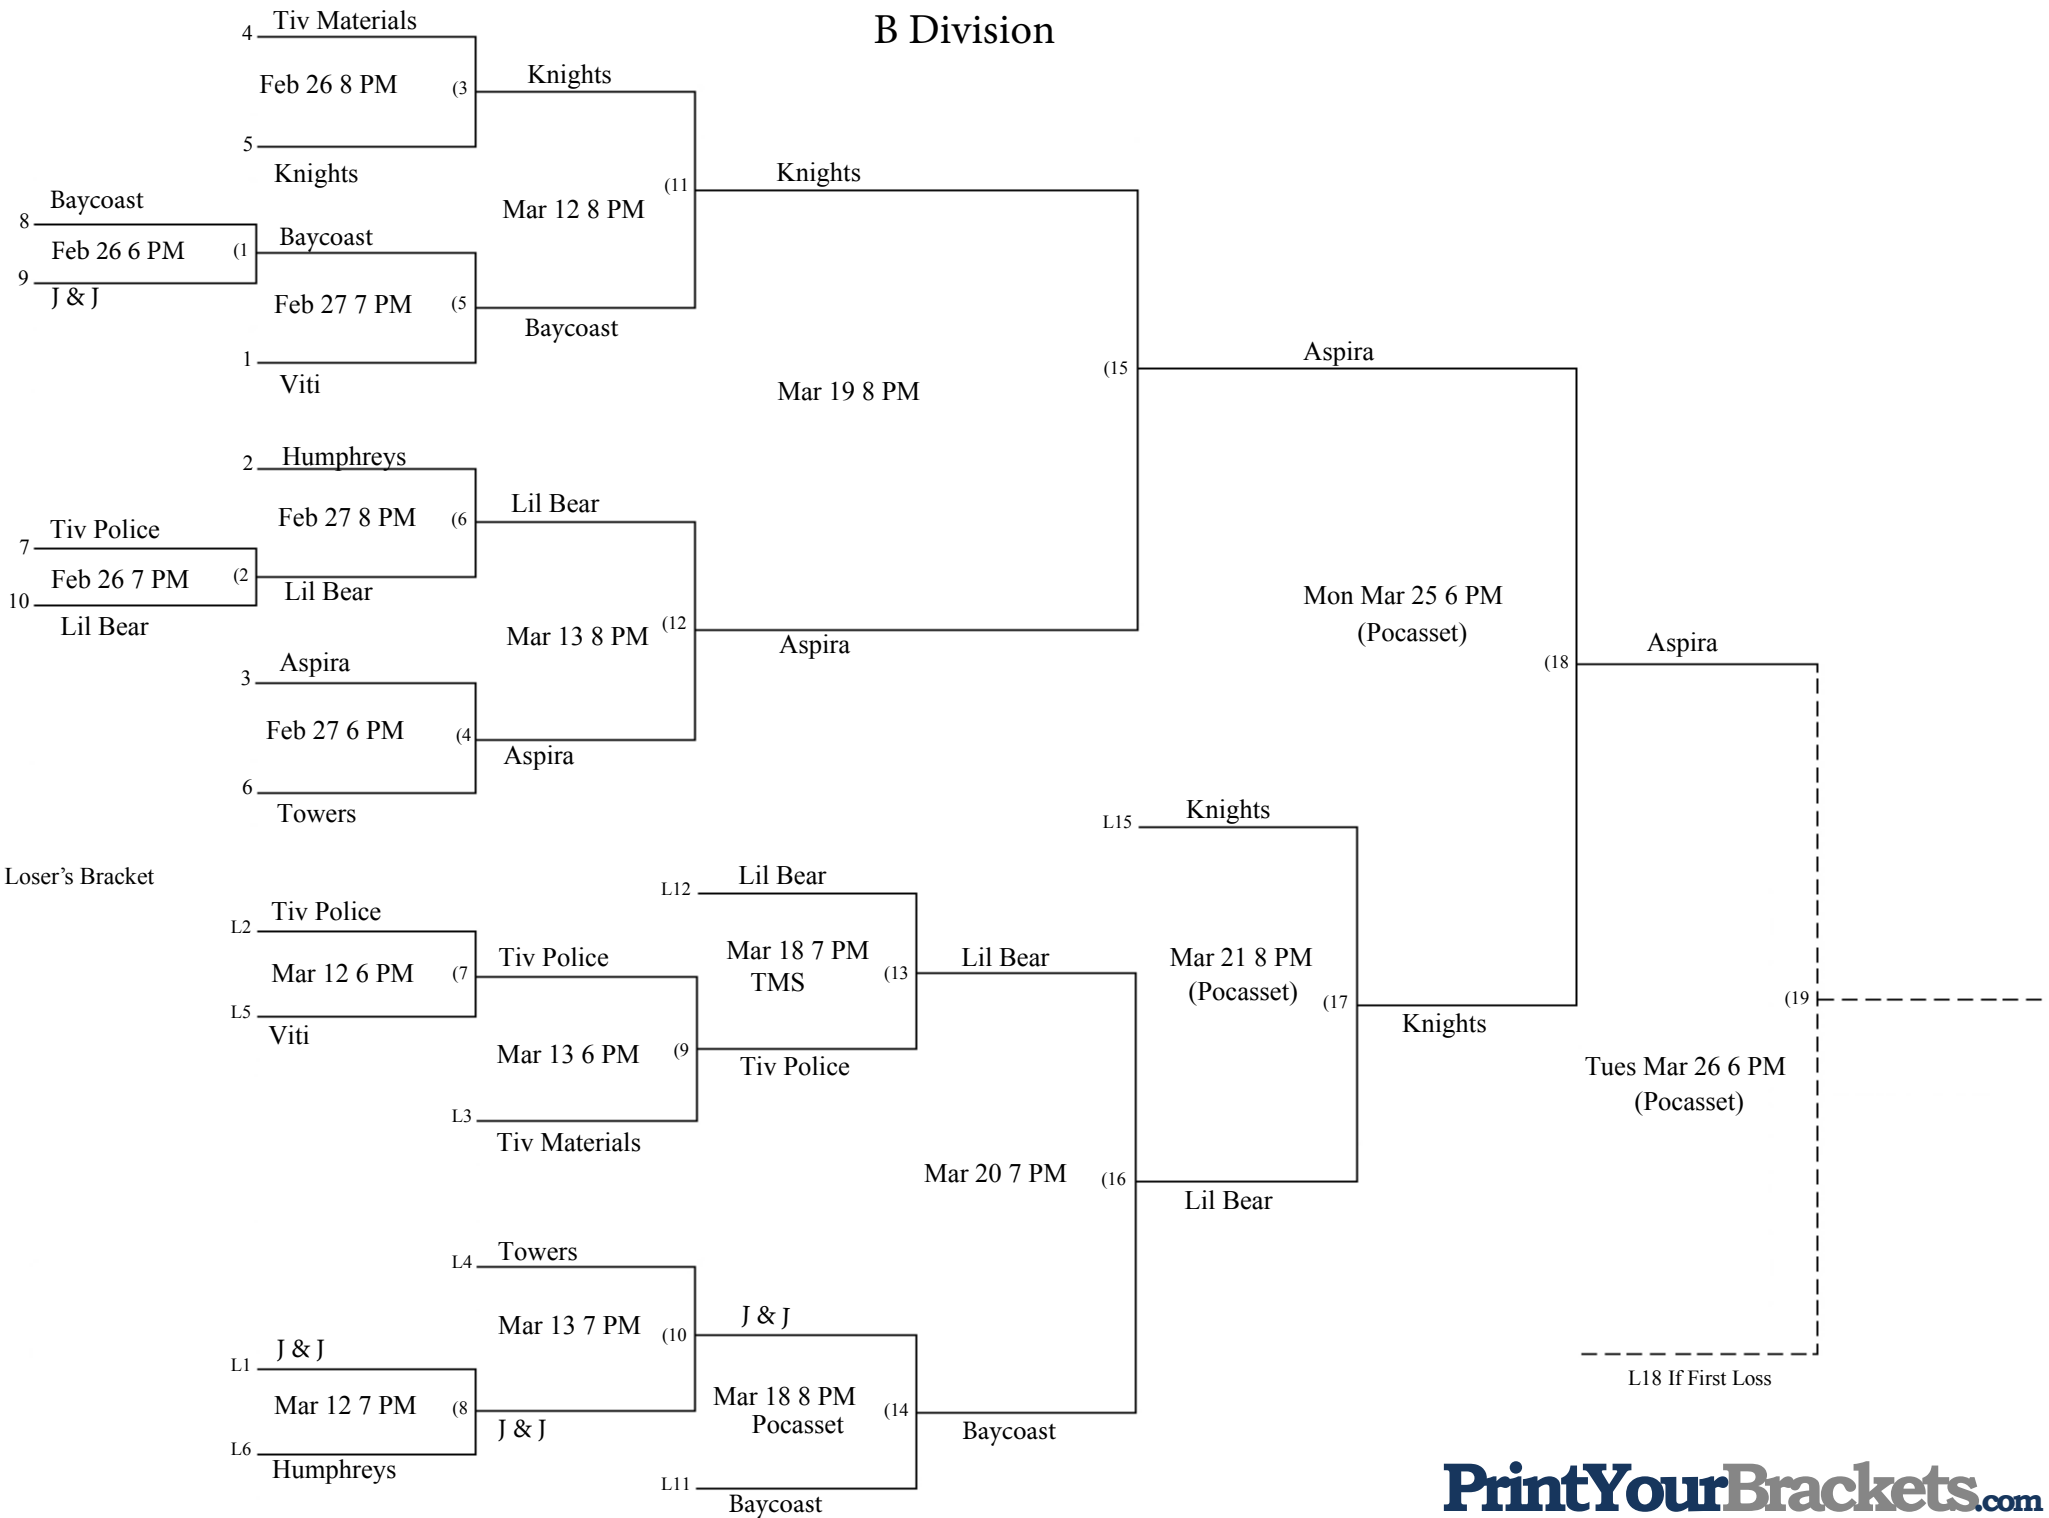 B Division
4
Tiv Materials
Feb 26 8 PM
(3
5
Knights
Knights
Baycoast
8
Feb 26 6 PM
(1
9
J & J
Baycoast
Feb 27 7 PM
(5
1
Viti
Baycoast
Mar 12 8 PM
(11
Knights
2
Humphreys
Feb 27 8 PM
(6
Tiv Police
7
Feb 26 7 PM
(2
10
Lil Bear
Lil Bear
Lil Bear
Mar 13 8 PM
(12
3
Aspira
Feb 27 6 PM
(4
6
Towers
Aspira
Aspira
Mar 19 8 PM
(15
Aspira
Mon Mar 25 6 PM
(Pocasset)
(18
Aspira
Loser's Bracket
L2
Tiv Police
Mar 12 6 PM
(7
L5
Viti
Tiv Police
Mar 13 6 PM
(9
L3
Tiv Materials
L12
Lil Bear
Mar 18 7 PM
TMS
(13
Tiv Police
Lil Bear
Mar 20 7 PM
(16
L15
Knights
Mar 21 8 PM
(Pocasset)
(17
Lil Bear
Knights
L4
Towers
Mar 13 7 PM
(10
L1
J & J
Mar 12 7 PM
(8
L6
Humphreys
J & J
J & J
Mar 18 8 PM
Pocasset
(14
L11
Baycoast
Baycoast
(19
Tues Mar 26 6 PM
(Pocasset)
L18 If First Loss
PrintYourBrackets.com